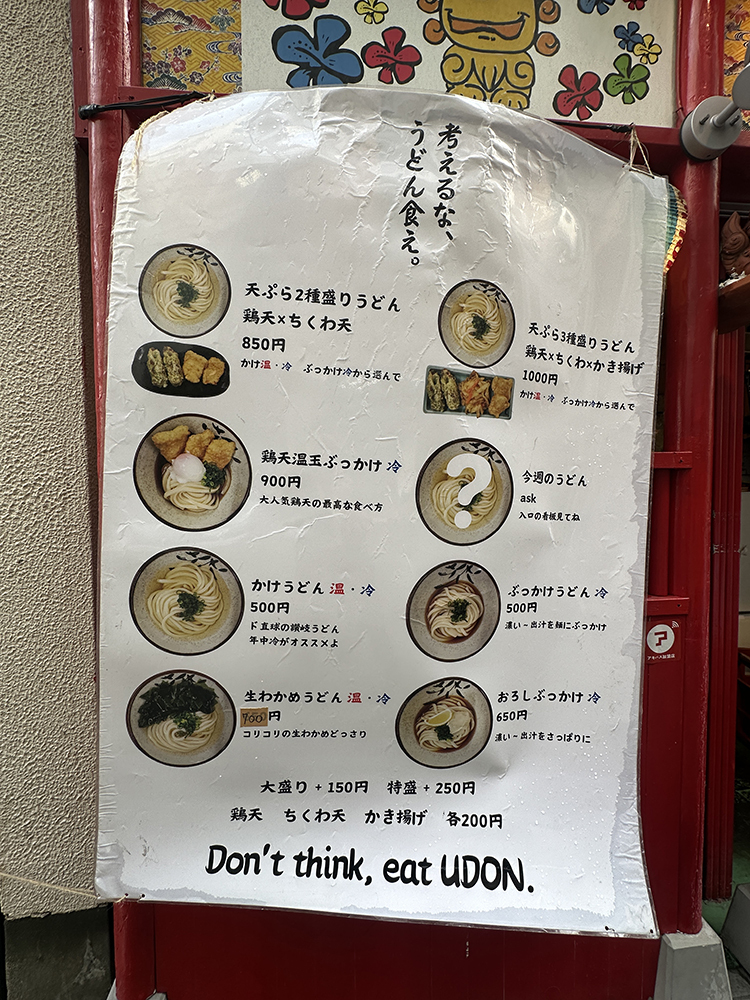 考えるな、
うどん食え。
天ぷら2種盛りうどん
鶏天×ちくわ天
850円
かけ温・冷 ぶっかけ冷から選んで
天ぷら3種盛りうどん
鶏天×ちくわ×かき揚げ
1000円
かけ温・冷 ぶっかけ冷から選んで
鶏天温玉ぶっかけ 冷
900円
大人気鶏天の最高な食べ方
?
今週のうどん
ask
入口の看板見てね
かけうどん 温・冷
500円
ド直球の讃岐うどん
年中冷がオススメよ
ぶっかけうどん 冷
500円
濃い~出汁を麺にぶっかけ
生わかめうどん 温・冷
700円
コリコリの生わかめどっさり
おろしぶっかけ 冷
650円
濃い~出汁をさっぱりに
大盛り + 150円 特盛 + 250円
鶏天 ちくわ天 かき揚げ 各200円
Don't think, eat UDON.
ア